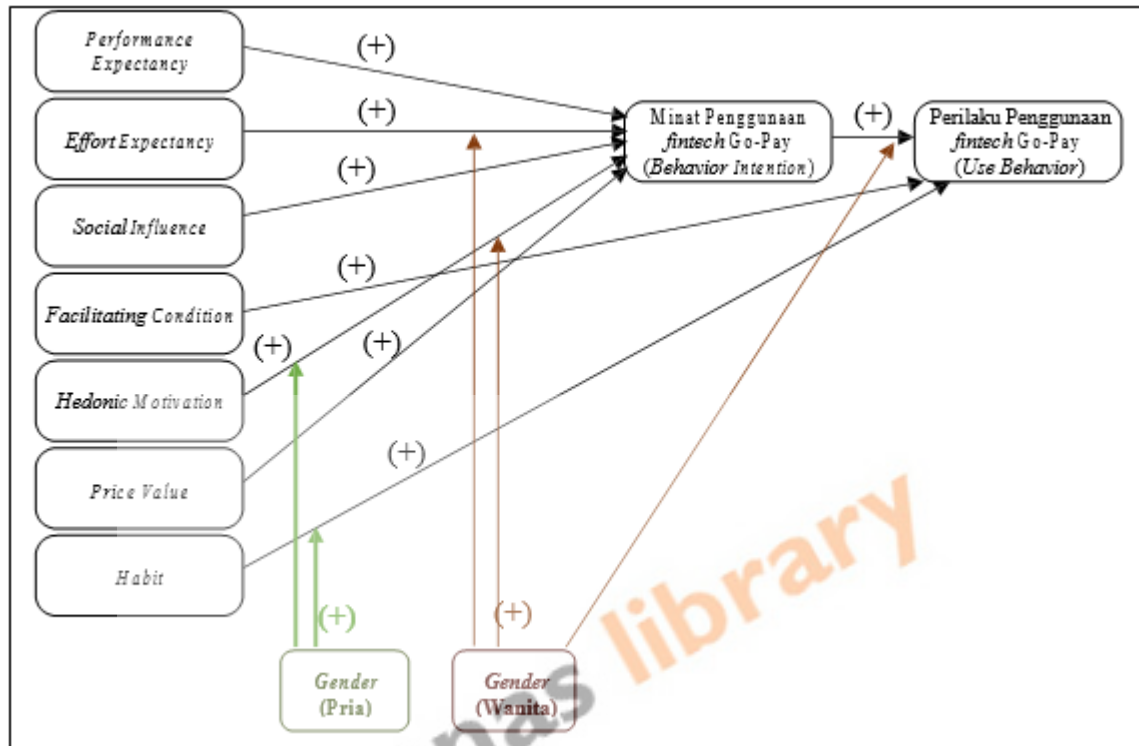 Performance
Expectancy
(+)
Effort Expectancy
(+)
Minat Penggunaan
fintech Go-Pay
(Behavior Intention)
(+)
Perilaku Penggunaan
fintech Go-Pay
(Use Behavior)
Social Influence
(+)
Facilitating Condition
(+)
Hedonic Motivation
(+)
(+)
Price Value
(+)
Habit
(+)
(+)
Gender
(Pria)
Gender
(Wanita)
library